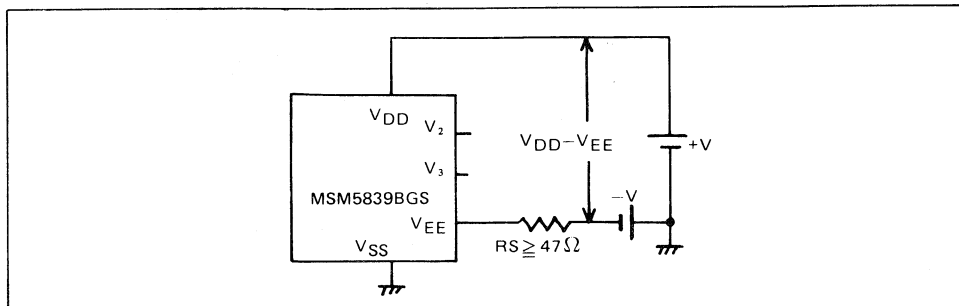 VDD
V2
V3
MSM5839BGS
VEE
VSS
VDD−VEE
+V
−V
RS≧47Ω